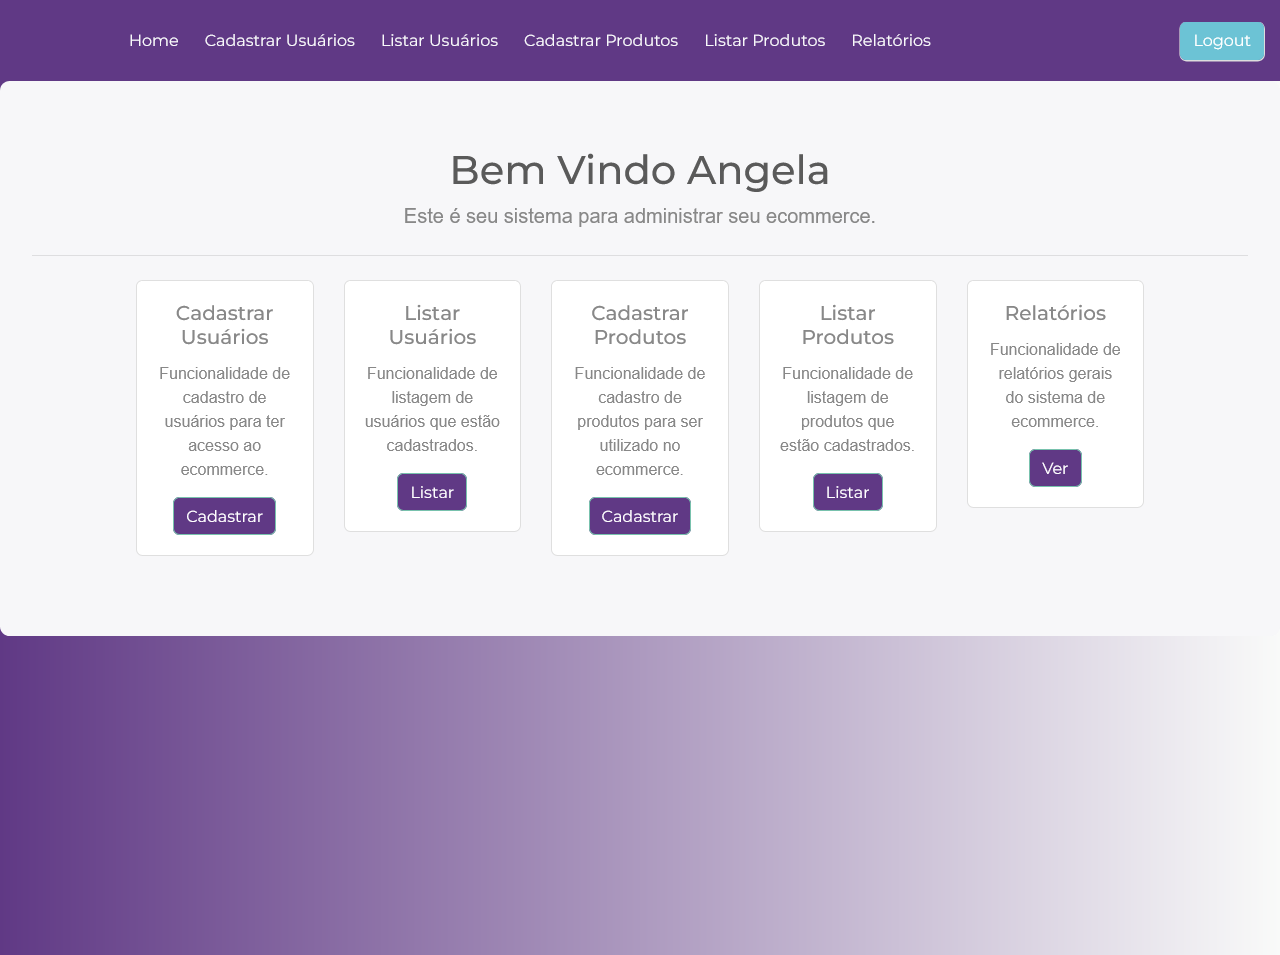 Home Cadastrar Usuários Listar Usuários Cadastrar Produtos Listar Produtos Relatórios Logout
Bem Vindo Angela
Este é seu sistema para administrar seu ecommerce.
Cadastrar
Usuários
Funcionalidade de
cadastro de
usuários para ter
acesso ao
ecommerce.
Cadastrar
Listar
Usuários
Funcionalidade de
listagem de
usuários que estão
cadastrados.
Listar
Cadastrar
Produtos
Funcionalidade de
cadastro de
produtos para ser
utilizado no
ecommerce.
Cadastrar
Listar
Produtos
Funcionalidade de
listagem de
produtos que
estão cadastrados.
Listar
Relatórios
Funcionalidade de
relatórios gerais
do sistema de
ecommerce.
Ver